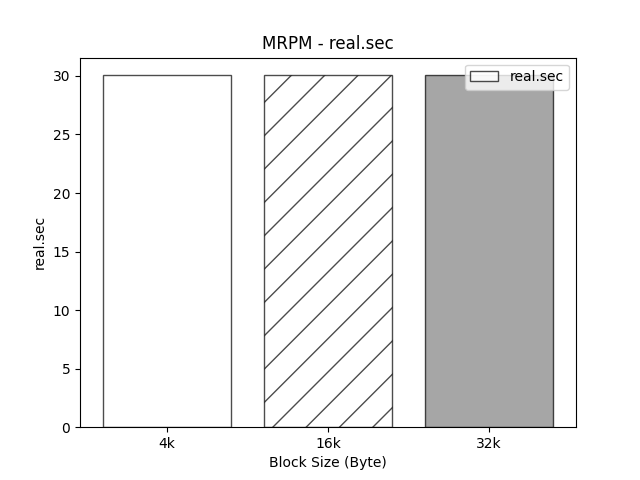 MRPM - real.sec
real.sec
30
25
20
15
10
5
0
real.sec
4k
16k
32k
Block Size (Byte)